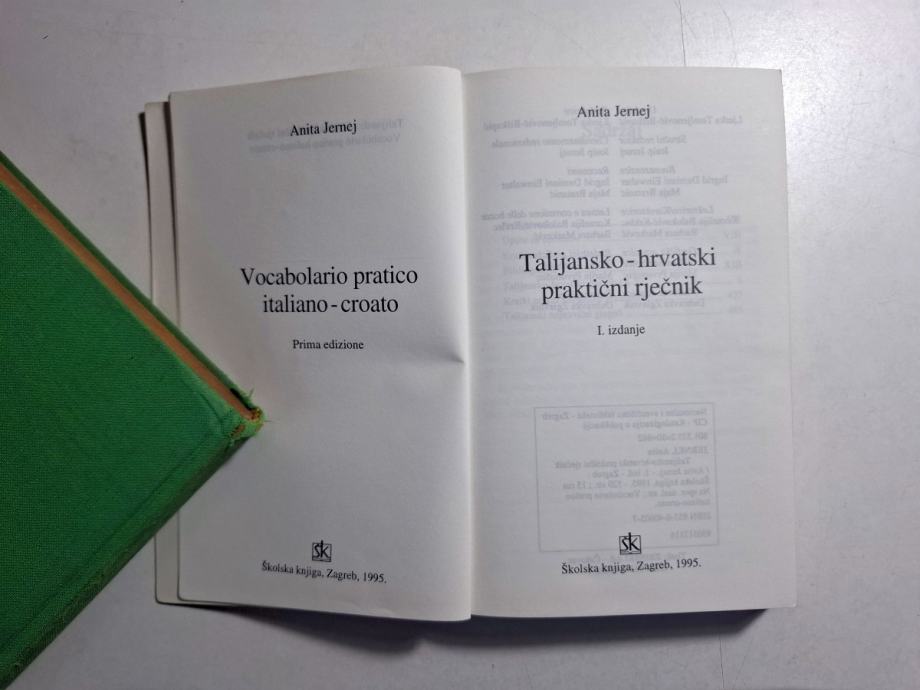 Anita Jernej
Vocabolario pratico
italiano - croato
Prima edizione
ŠK
Školska knjiga, Zagreb, 1995.
Anita Jernej
Talijansko - hrvatski
praktični rječnik
I. izdanje
ŠK
Školska knjiga, Zagreb, 1995.